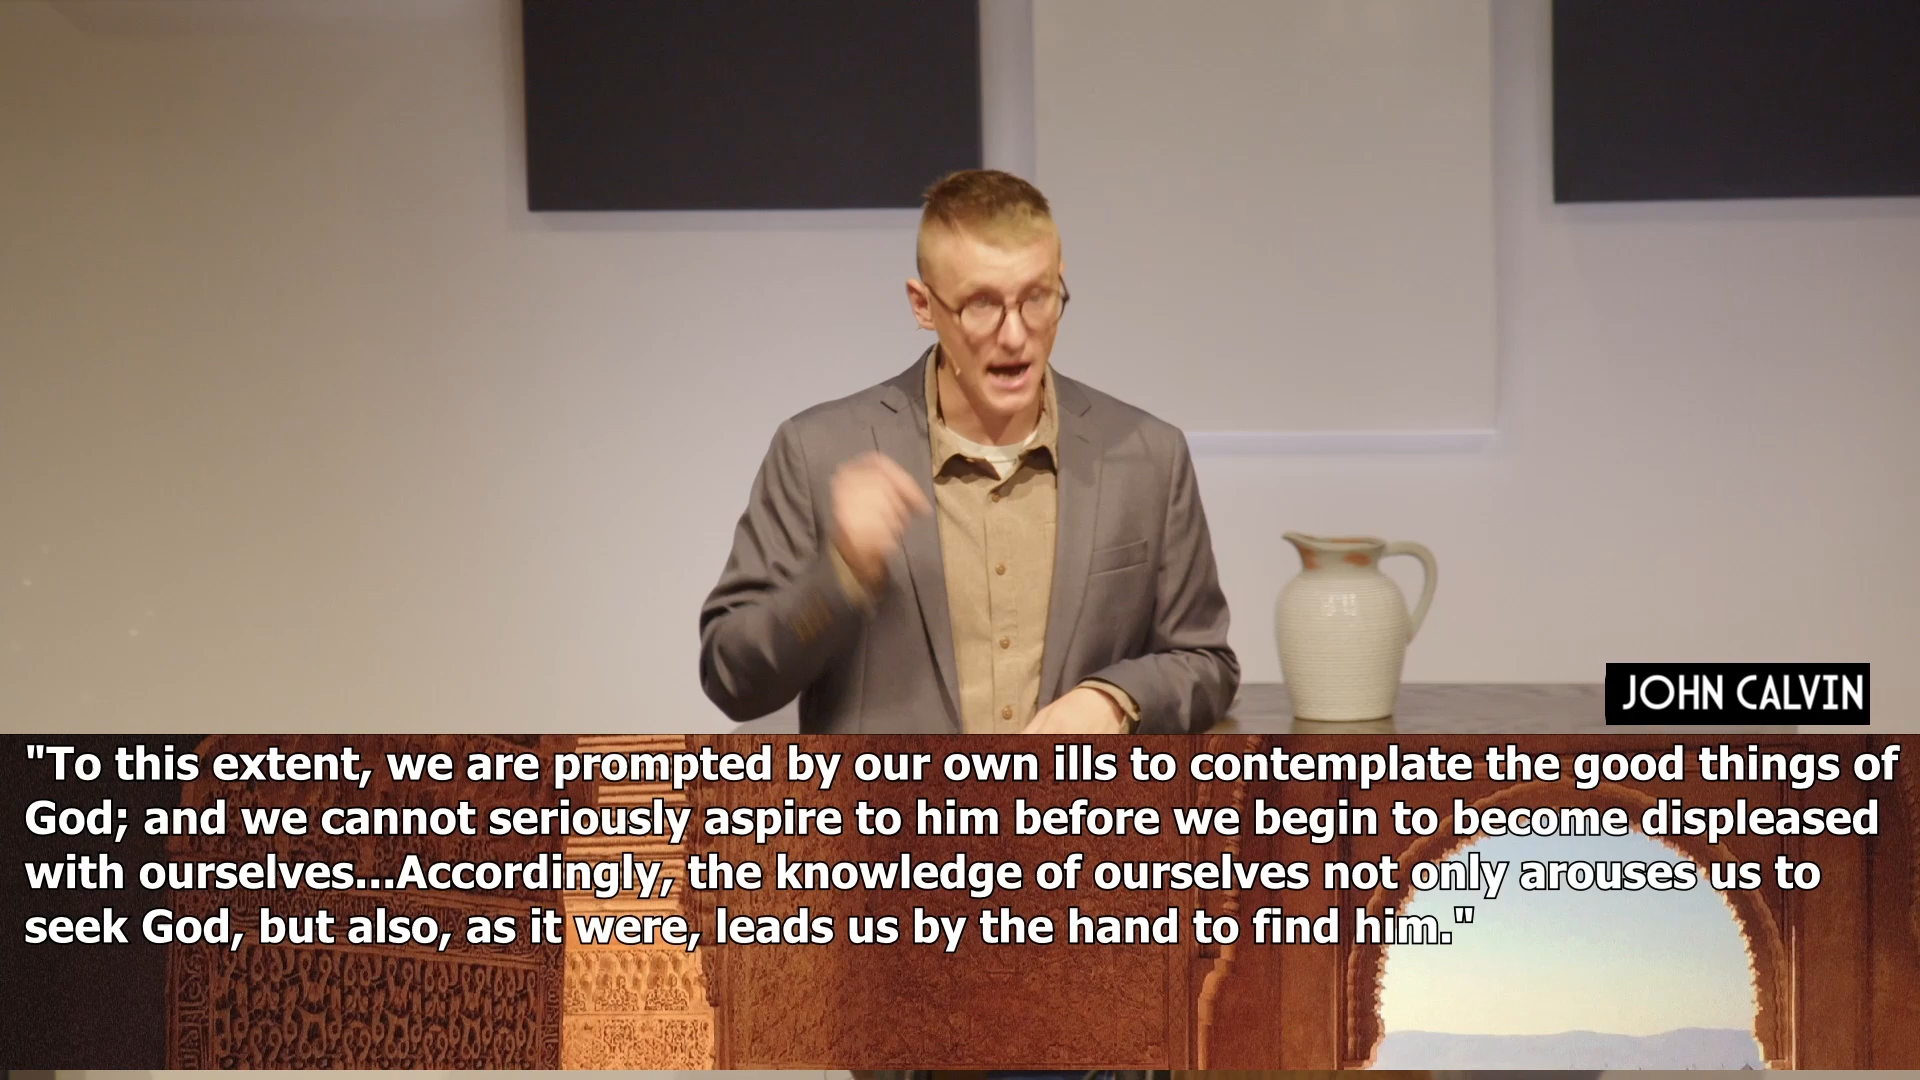 JOHN CALVIN
"To this extent, we are prompted by our own ills to contemplate the good things of
God; and we cannot seriously aspire to him before we begin to become displeased
with ourselves...Accordingly, the knowledge of ourselves not only arouses us to
seek God, but also, as it were, leads us by the hand to find him."